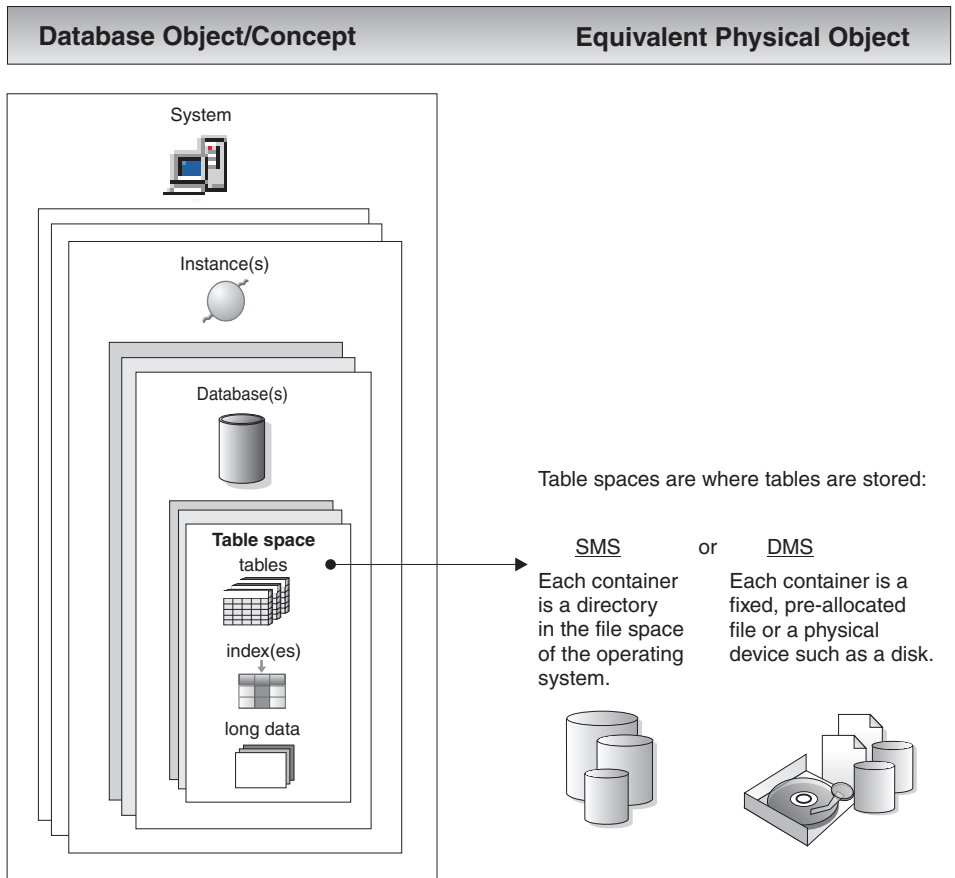 Database Object/Concept
Equivalent Physical Object
System
Instance(s)
Database(s)
Table space
tables
index(es)
long data
Table spaces are where tables are stored:
SMS or DMS
Each container
is a directory
in the file space
of the operating
system.
Each container is a
fixed, pre-allocated
file or a physical
device such as a disk.